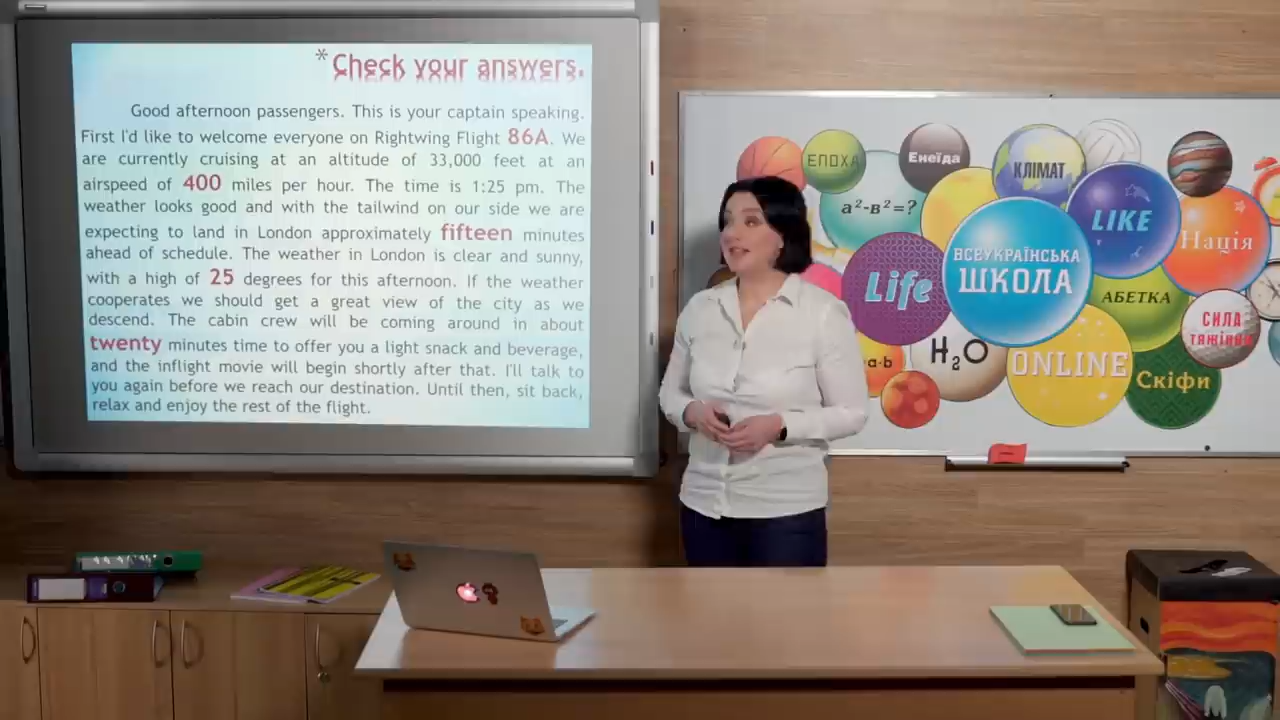 *Check your answers.
Good afternoon passengers. This is your captain speaking.
First I'd like to welcome everyone on Rightwing Flight 86A. We
are currently cruising at an altitude of 33,000 feet at an
airspeed of 400 miles per hour. The time is 1:25 pm. The
weather looks good and with the tailwind on our side we are
expecting to land in London approximately fifteen minutes
ahead of schedule. The weather in London is clear and sunny,
with a high of 25 degrees for this afternoon. If the weather
cooperates we should get a great view of the city as we
descend. The cabin crew will be coming around in about
twenty minutes time to offer you a light snack and beverage,
and the inflight movie will begin shortly after that. I'll talk to
you again before we reach our destination. Until then, sit back,
relax and enjoy the rest of the flight.
ЕПОХА
Енеїда
КЛІМАТ
a²-в²=?
LIKE
Нація
Life
ВСЕУКРАЇНСЬКА
ШКОЛА
АБЕТКА
СИЛА
тяжіння
a·b
H₂O
ONLINE
Скіфи